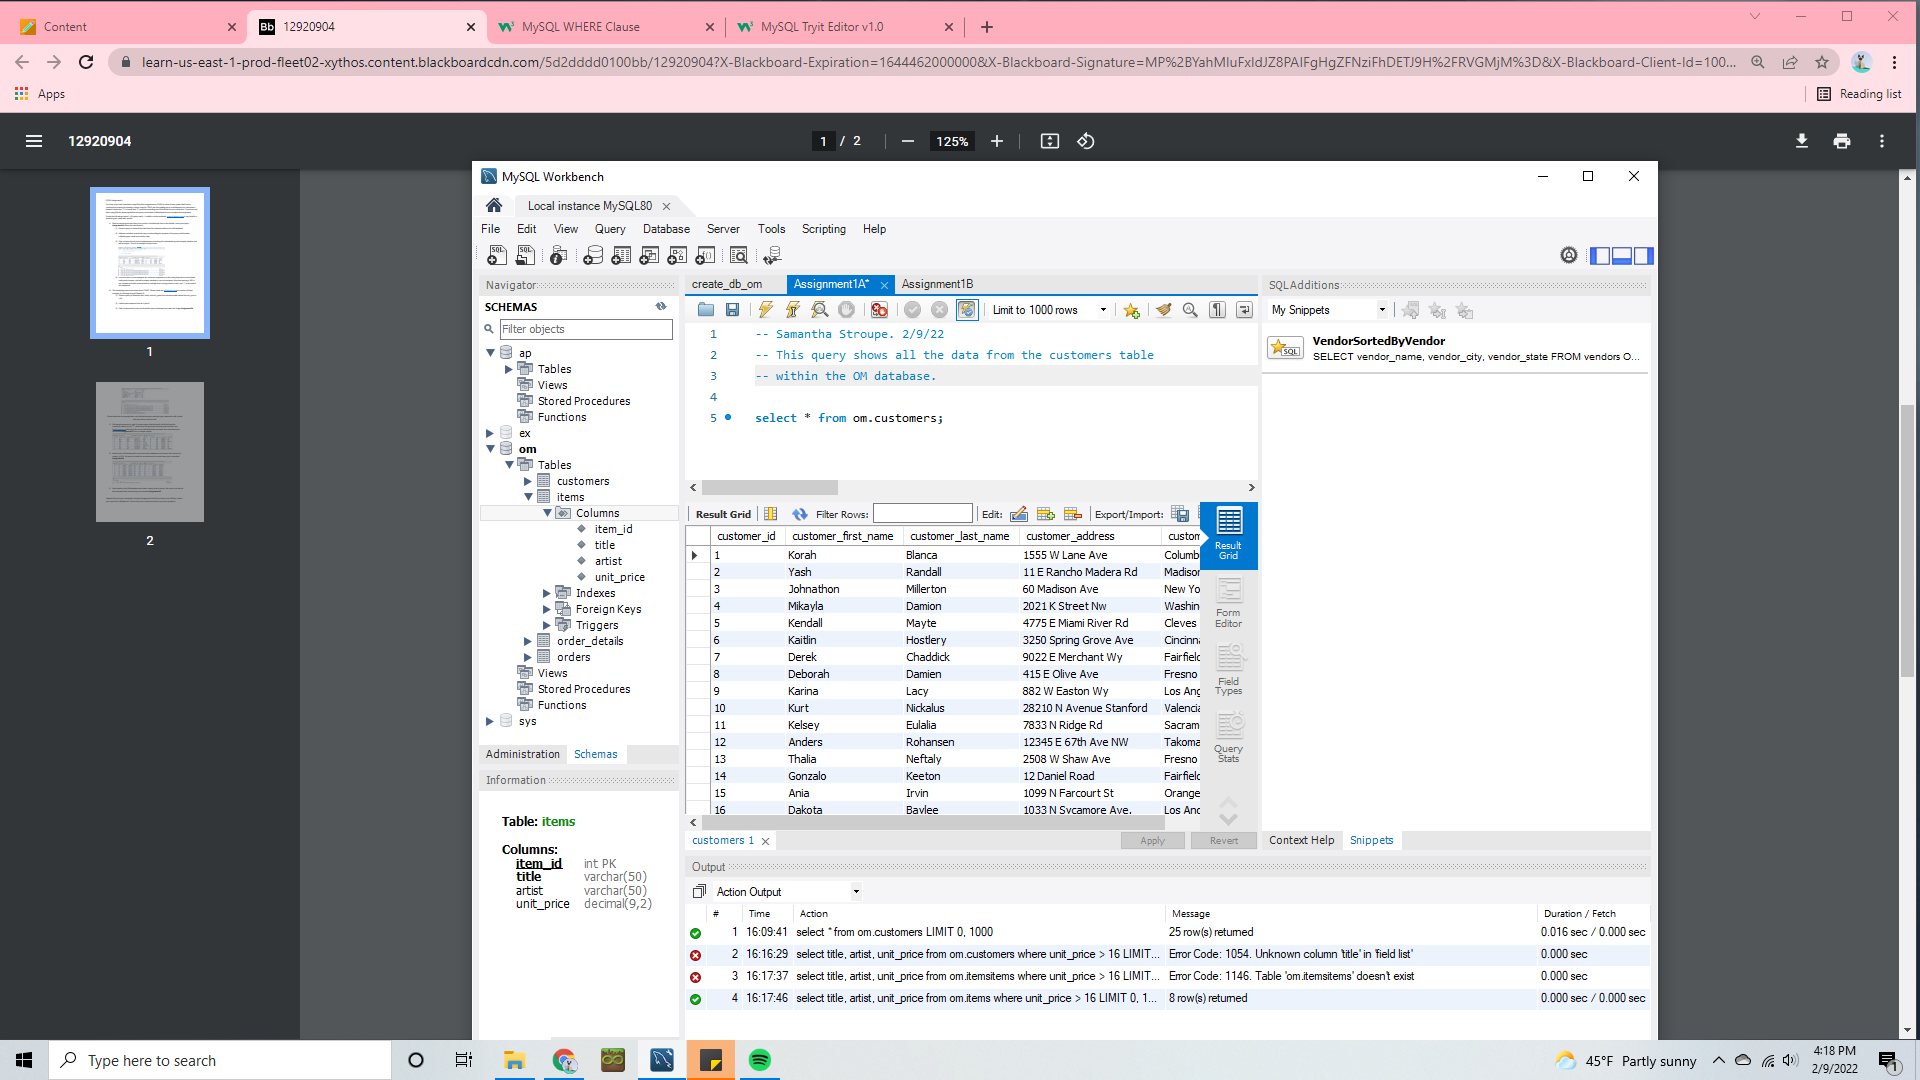 Content
12920904
MySQL WHERE Clause
MySQL Tryit Editor v1.0
learn-us-east-1-prod-fleet02-xythos.content.blackboardcdn.com/5d2dddd0100bb/12920904?X-Blackboard-Expiration=1644462000000&X-Blackboard-Signature=MP%2BYahMIuFxIdJZ8PAIFgHgZFNziFhDETJ9H%2FRVGMjM%3D&X-Blackboard-Client-Id=100...
Apps
Reading list
12920904
1 / 2
125%
1
2
MySQL Workbench
Local instance MySQL80
File Edit View Query Database Server Tools Scripting Help
Navigator
SCHEMAS
Filter objects
ap
Tables
Views
Stored Procedures
Functions
ex
om
Tables
customers
items
Columns
item_id
title
artist
unit_price
Indexes
Foreign Keys
Triggers
order_details
orders
Views
Stored Procedures
Functions
sys
Administration Schemas
Information
Table: items
Columns:
item_id int PK
title varchar(50)
artist varchar(50)
unit_price decimal(9,2)
create_db_om Assignment1A* Assignment1B
Limit to 1000 rows
1 -- Samantha Stroupe. 2/9/22
2 -- This query shows all the data from the customers table
3 -- within the OM database.
4
5 select * from om.customers;
Result Grid Filter Rows: Edit: Export/Import:
customer_id customer_first_name customer_last_name customer_address custom
1 Korah Blanca 1555 W Lane Ave Columb
2 Yash Randall 11 E Rancho Madera Rd Madison
3 Johnathon Millerton 60 Madison Ave New Yo
4 Mikayla Damion 2021 K Street Nw Washin
5 Kendall Mayte 4775 E Miami River Rd Cleves
6 Kaitlin Hostlery 3250 Spring Grove Ave Cincinna
7 Derek Chaddick 9022 E Merchant Wy Fairfield
8 Deborah Damien 415 E Olive Ave Fresno
9 Karina Lacy 882 W Easton Wy Los Ang
10 Kurt Nickalus 28210 N Avenue Stanford Valencia
11 Kelsey Eulalia 7833 N Ridge Rd Sacram
12 Anders Rohansen 12345 E 67th Ave NW Takoma
13 Thalia Neftaly 2508 W Shaw Ave Fresno
14 Gonzalo Keeton 12 Daniel Road Fairfield
15 Ania Irvin 1099 N Farcourt St Orange
16 Dakota Baylee 1033 N Sycamore Ave. Los Ang
Result Grid
Form Editor
Field Types
Query Stats
customers 1
Apply Revert
SQLAdditions
My Snippets
VendorSortedByVendor
SELECT vendor_name, vendor_city, vendor_state FROM vendors O...
Context Help Snippets
Output
Action Output
# Time Action Message Duration / Fetch
1 16:09:41 select * from om.customers LIMIT 0, 1000 25 row(s) returned 0.016 sec / 0.000 sec
2 16:16:29 select title, artist, unit_price from om.customers where unit_price > 16 LIMIT... Error Code: 1054. Unknown column 'title' in 'field list' 0.000 sec
3 16:17:37 select title, artist, unit_price from om.itemsitems where unit_price > 16 LIMIT... Error Code: 1146. Table 'om.itemsitems' doesn't exist 0.000 sec
4 16:17:46 select title, artist, unit_price from om.items where unit_price > 16 LIMIT 0, 1... 8 row(s) returned 0.000 sec / 0.000 sec
Type here to search
45°F Partly sunny
4:18 PM
2/9/2022
1